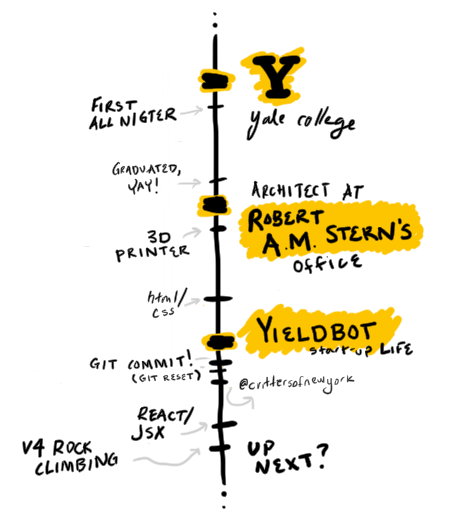 Y
yale college
FIRST
ALL NIGTER
GRADUATED,
YAY!
ARCHITECT AT
ROBERT
A.M. STERN'S
OFFICE
3D
PRINTER
html/
css
YIELDBOT
start-up LIFE
GIT COMMIT!
(GIT RESET)
@crittersofnewyork
REACT/
JSX
V4 ROCK
CLIMBING
UP
NEXT?